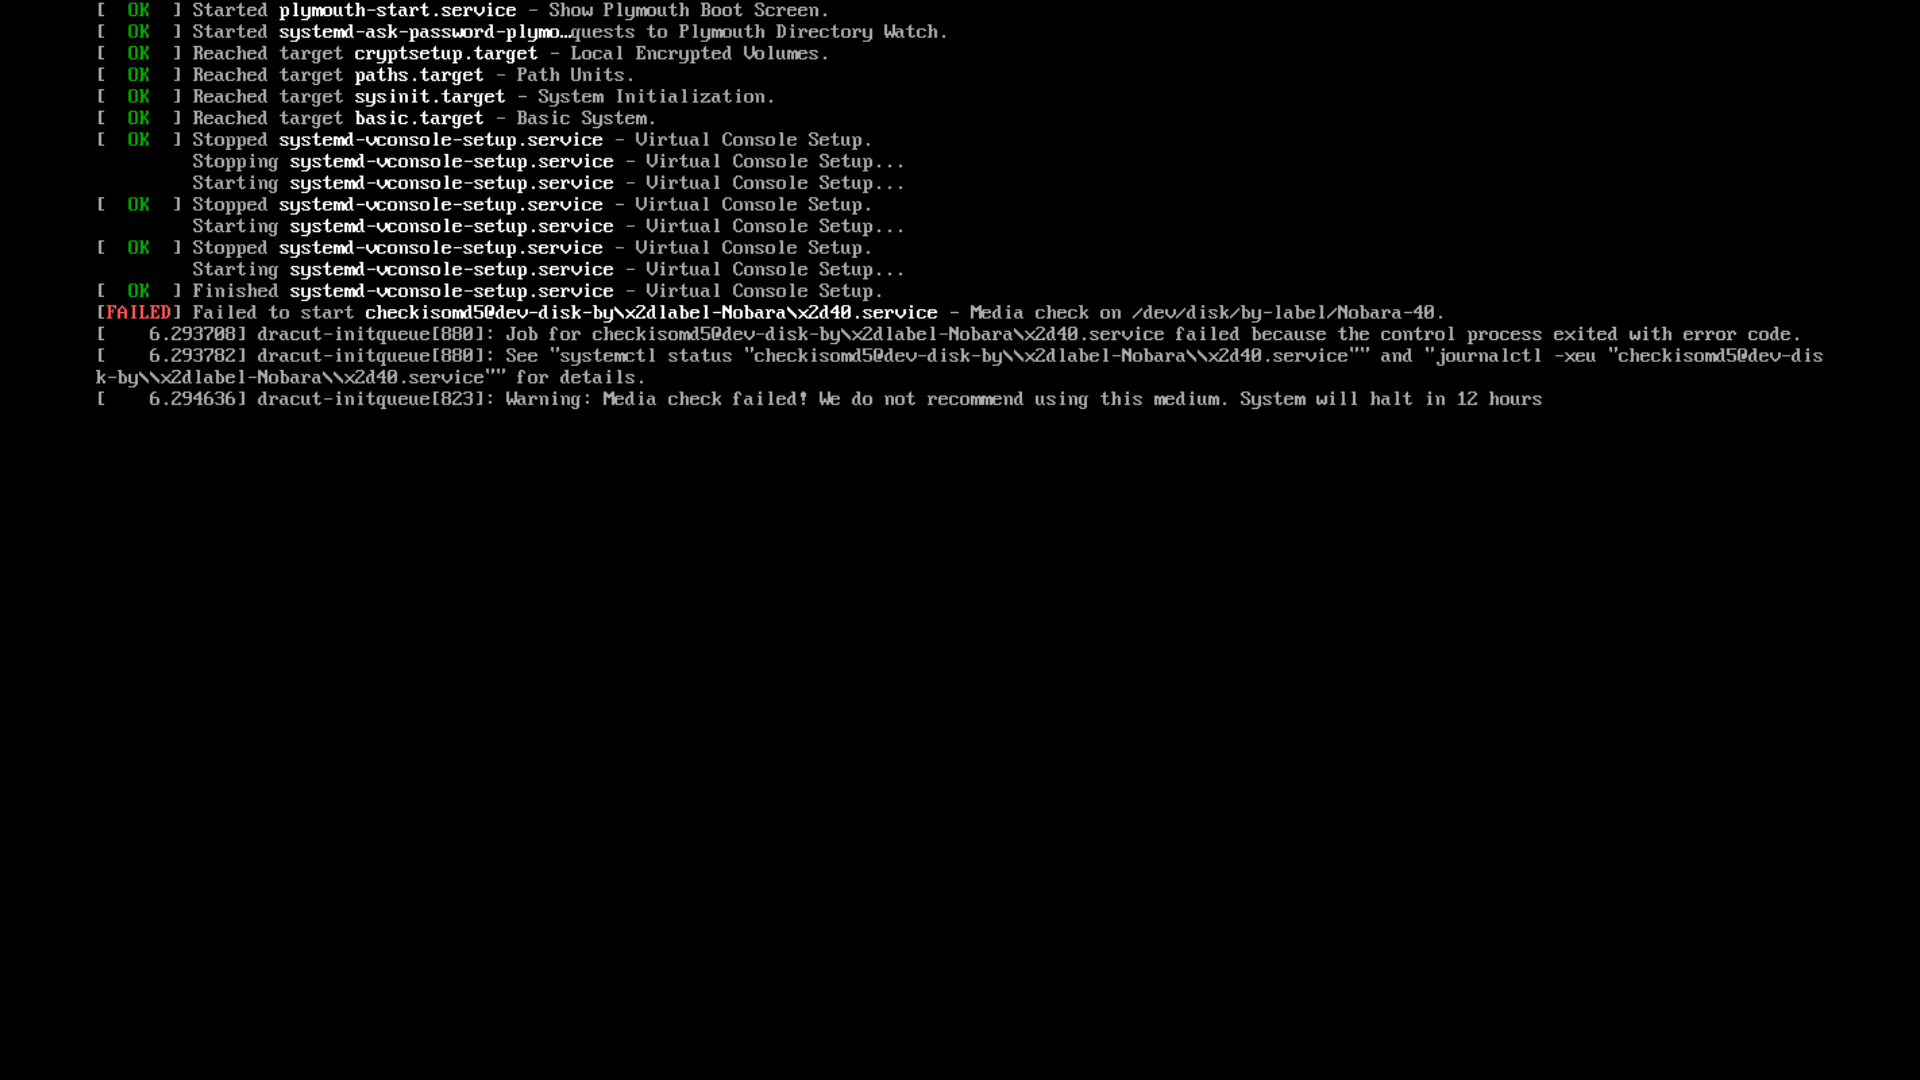 [  OK  ] Started plymouth-start.service - Show Plymouth Boot Screen.
[  OK  ] Started systemd-ask-password-plymo…quests to Plymouth Directory Watch.
[  OK  ] Reached target cryptsetup.target - Local Encrypted Volumes.
[  OK  ] Reached target paths.target - Path Units.
[  OK  ] Reached target sysinit.target - System Initialization.
[  OK  ] Reached target basic.target - Basic System.
[  OK  ] Stopped systemd-vconsole-setup.service - Virtual Console Setup.
         Stopping systemd-vconsole-setup.service - Virtual Console Setup...
         Starting systemd-vconsole-setup.service - Virtual Console Setup...
[  OK  ] Stopped systemd-vconsole-setup.service - Virtual Console Setup.
         Starting systemd-vconsole-setup.service - Virtual Console Setup...
[  OK  ] Stopped systemd-vconsole-setup.service - Virtual Console Setup.
         Starting systemd-vconsole-setup.service - Virtual Console Setup...
[  OK  ] Finished systemd-vconsole-setup.service - Virtual Console Setup.
[FAILED] Failed to start checkisomd5@dev-disk-by\x2dlabel-Nobara\x2d40.service - Media check on /dev/disk/by-label/Nobara-40.
[    6.293708] dracut-initqueue[880]: Job for checkisomd5@dev-disk-by\x2dlabel-Nobara\x2d40.service failed because the control process exited with error code.
[    6.293782] dracut-initqueue[880]: See "systemctl status "checkisomd5@dev-disk-by\\x2dlabel-Nobara\\x2d40.service"" and "journalctl -xeu "checkisomd5@dev-dis
k-by\\x2dlabel-Nobara\\x2d40.service"" for details.
[    6.294636] dracut-initqueue[823]: Warning: Media check failed! We do not recommend using this medium. System will halt in 12 hours